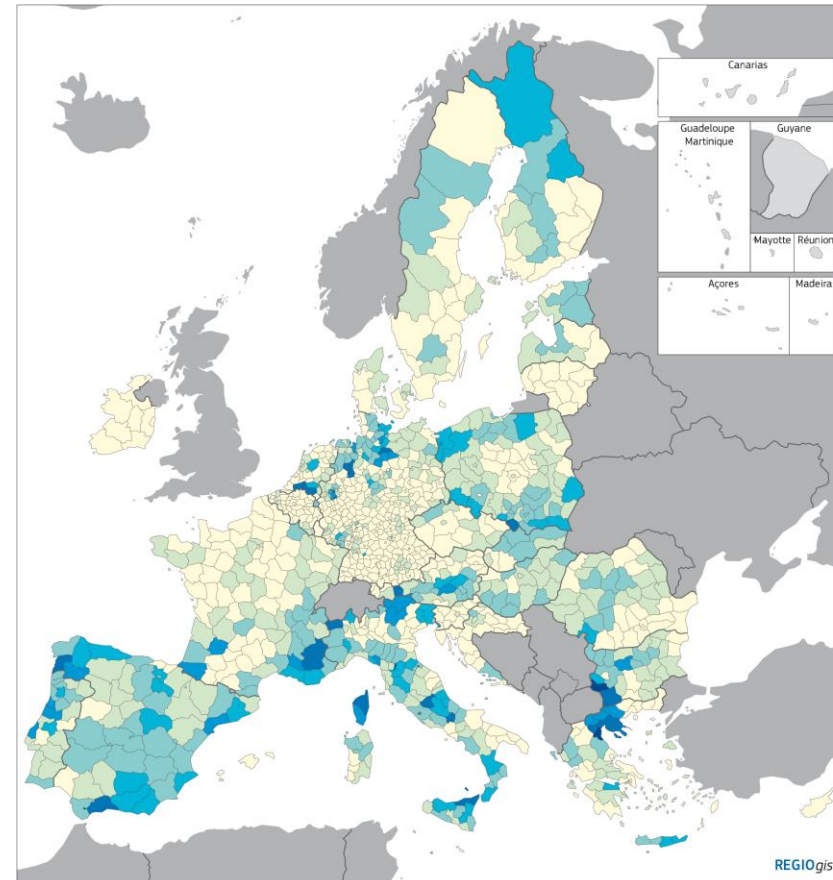 Canarias
Guadeloupe
Martinique
Guyane
Mayotte
Réunion
Açores
Madeira
REGIOgis